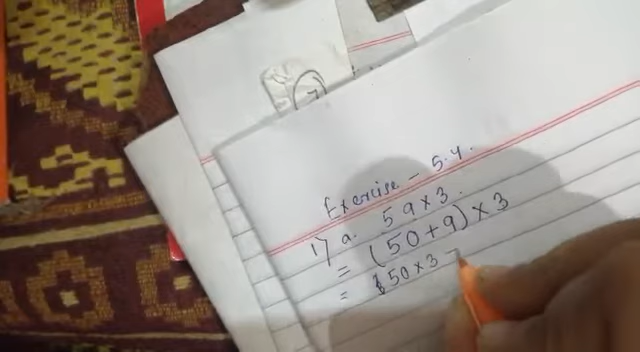 Exercise - 5.4.
1) a. 59 × 3.
= (50 + 9) × 3
= 50 × 3 -